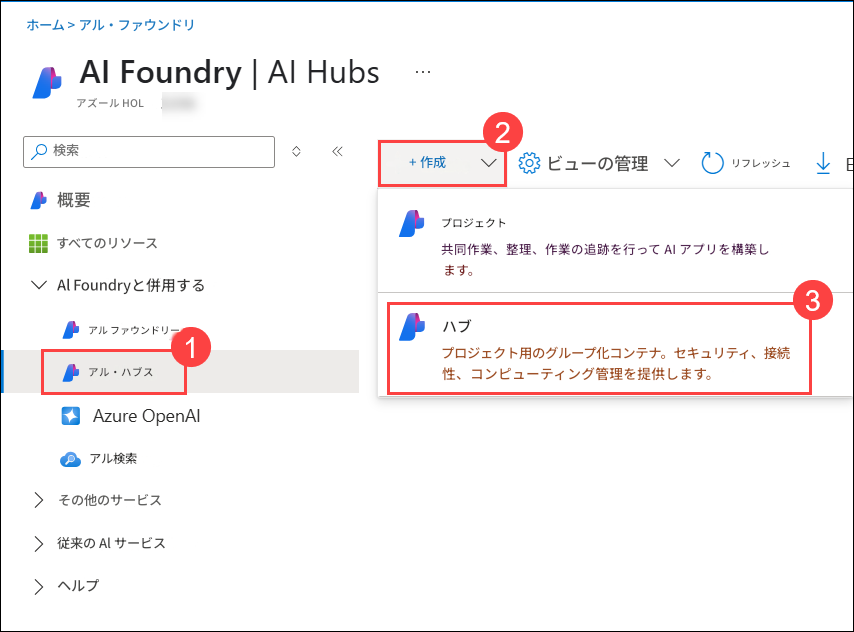 ホーム > アル・ファウンドリ
AI Foundry | AI Hubs ...
アズール HOL
検索
+ 作成
ビューの管理
リフレッシュ
2
概要
すべてのリソース
AI Foundryと併用する
アル ファウンドリー
アル・ハブス
1
Azure OpenAI
アル検索
その他のサービス
従来の AI サービス
ヘルプ
プロジェクト
共同作業、整理、作業の追跡を行って AI アプリを構築し
ます。
3
ハブ
プロジェクト用のグループ化コンテナ。セキュリティ、接続
性、コンピューティング管理を提供します。